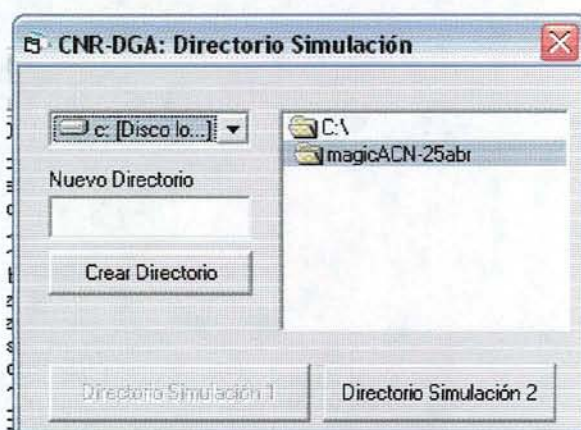 CNR-DGA: Directorio Simulación
c: [Disco lo...]
C:\
magicACN-25abr
Nuevo Directorio
Crear Directorio
Directorio Simulación 1
Directorio Simulación 2